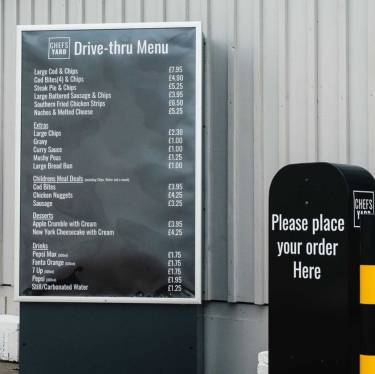 CHEFS
YARD
Drive-thru Menu
Large Cod & Chips £7.95
Cod Bites(4) & Chips £4.90
Steak Pie & Chips £5.25
Large Battered Sausage & Chips £3.95
Southern Fried Chicken Strips £6.50
Nachos & Melted Cheese £5.25
Extras
Large Chips £2.30
Gravy £1.00
Curry Sauce £1.00
Mushy Peas £1.25
Large Bread Bun £1.00
Childrens Meal Deals
Cod Bites £3.95
Chicken Nuggets £4.25
Sausage £3.25
Desserts
Apple Crumble with Cream £3.95
New York Cheesecake with Cream £4.25
Drinks
Pepsi Max £1.75
Fanta Orange £1.75
7 Up £1.75
Pepsi £1.95
Still/Carbonated Water £1.25
CHEFS
YARD
Please place
your order
Here